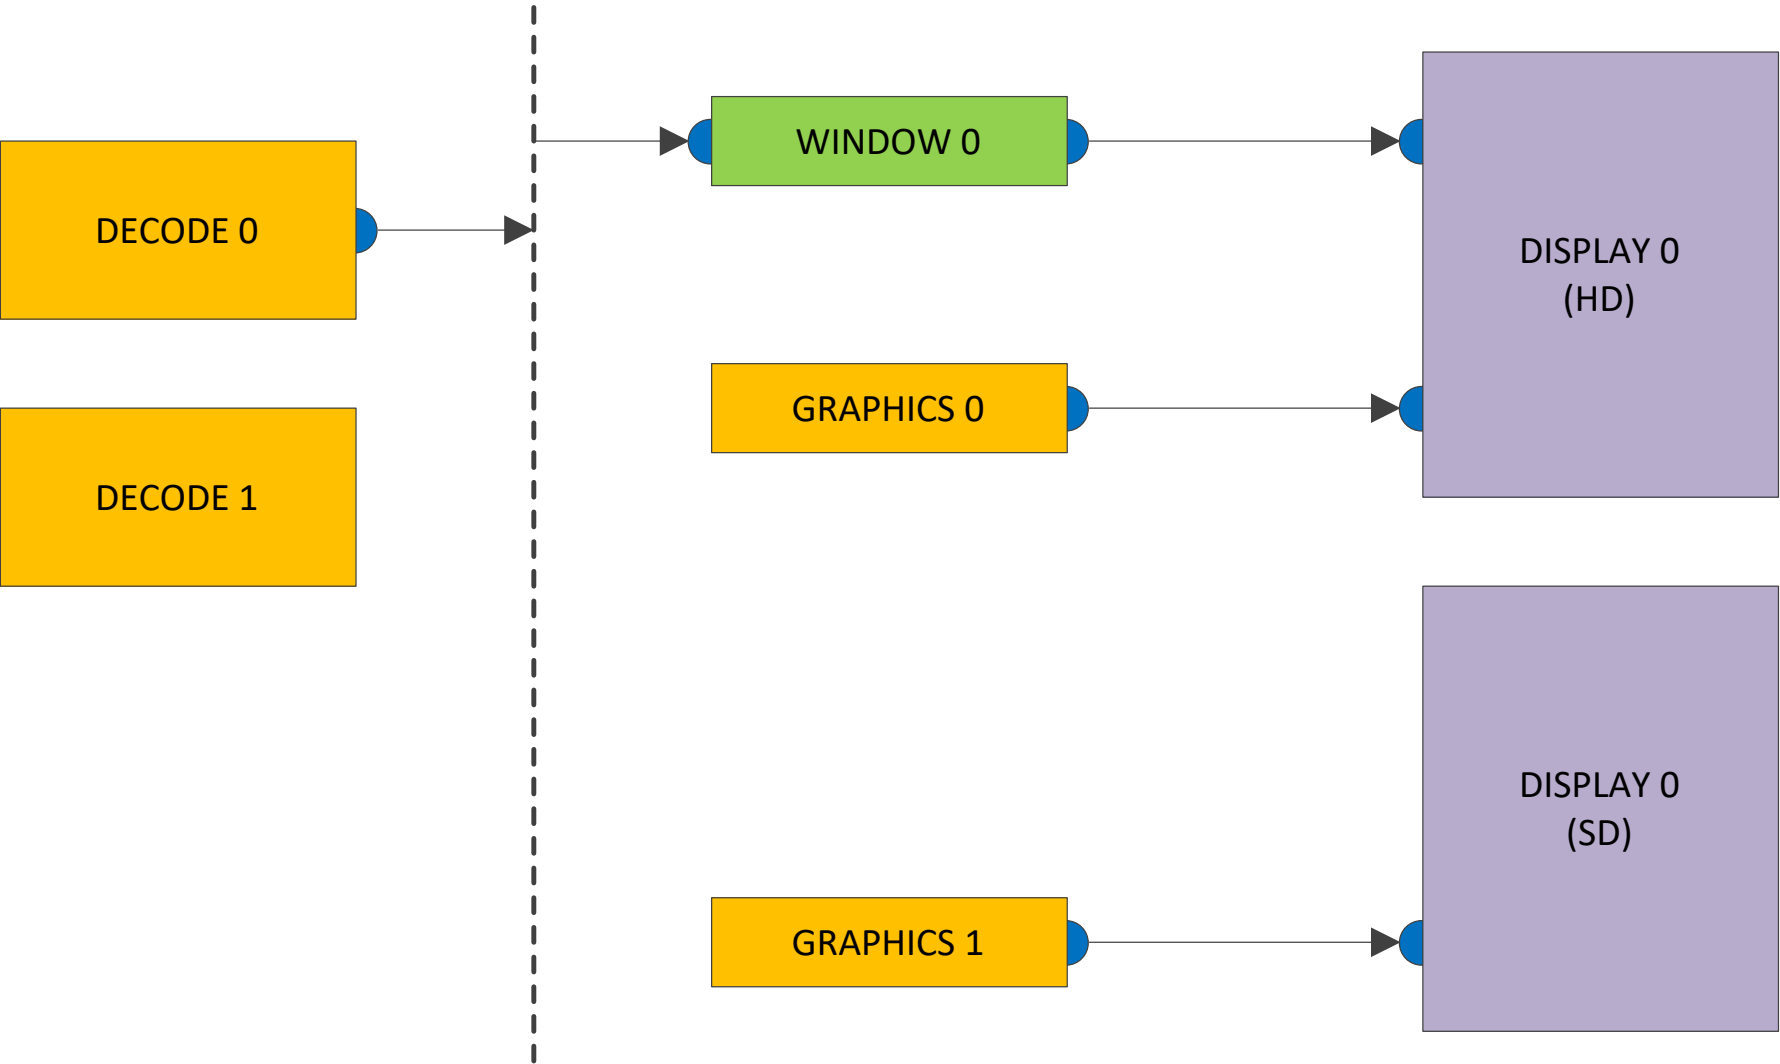 WINDOW 0
DECODE 0
DISPLAY 0
(HD)
GRAPHICS 0
DECODE 1
DISPLAY 0
(SD)
GRAPHICS 1